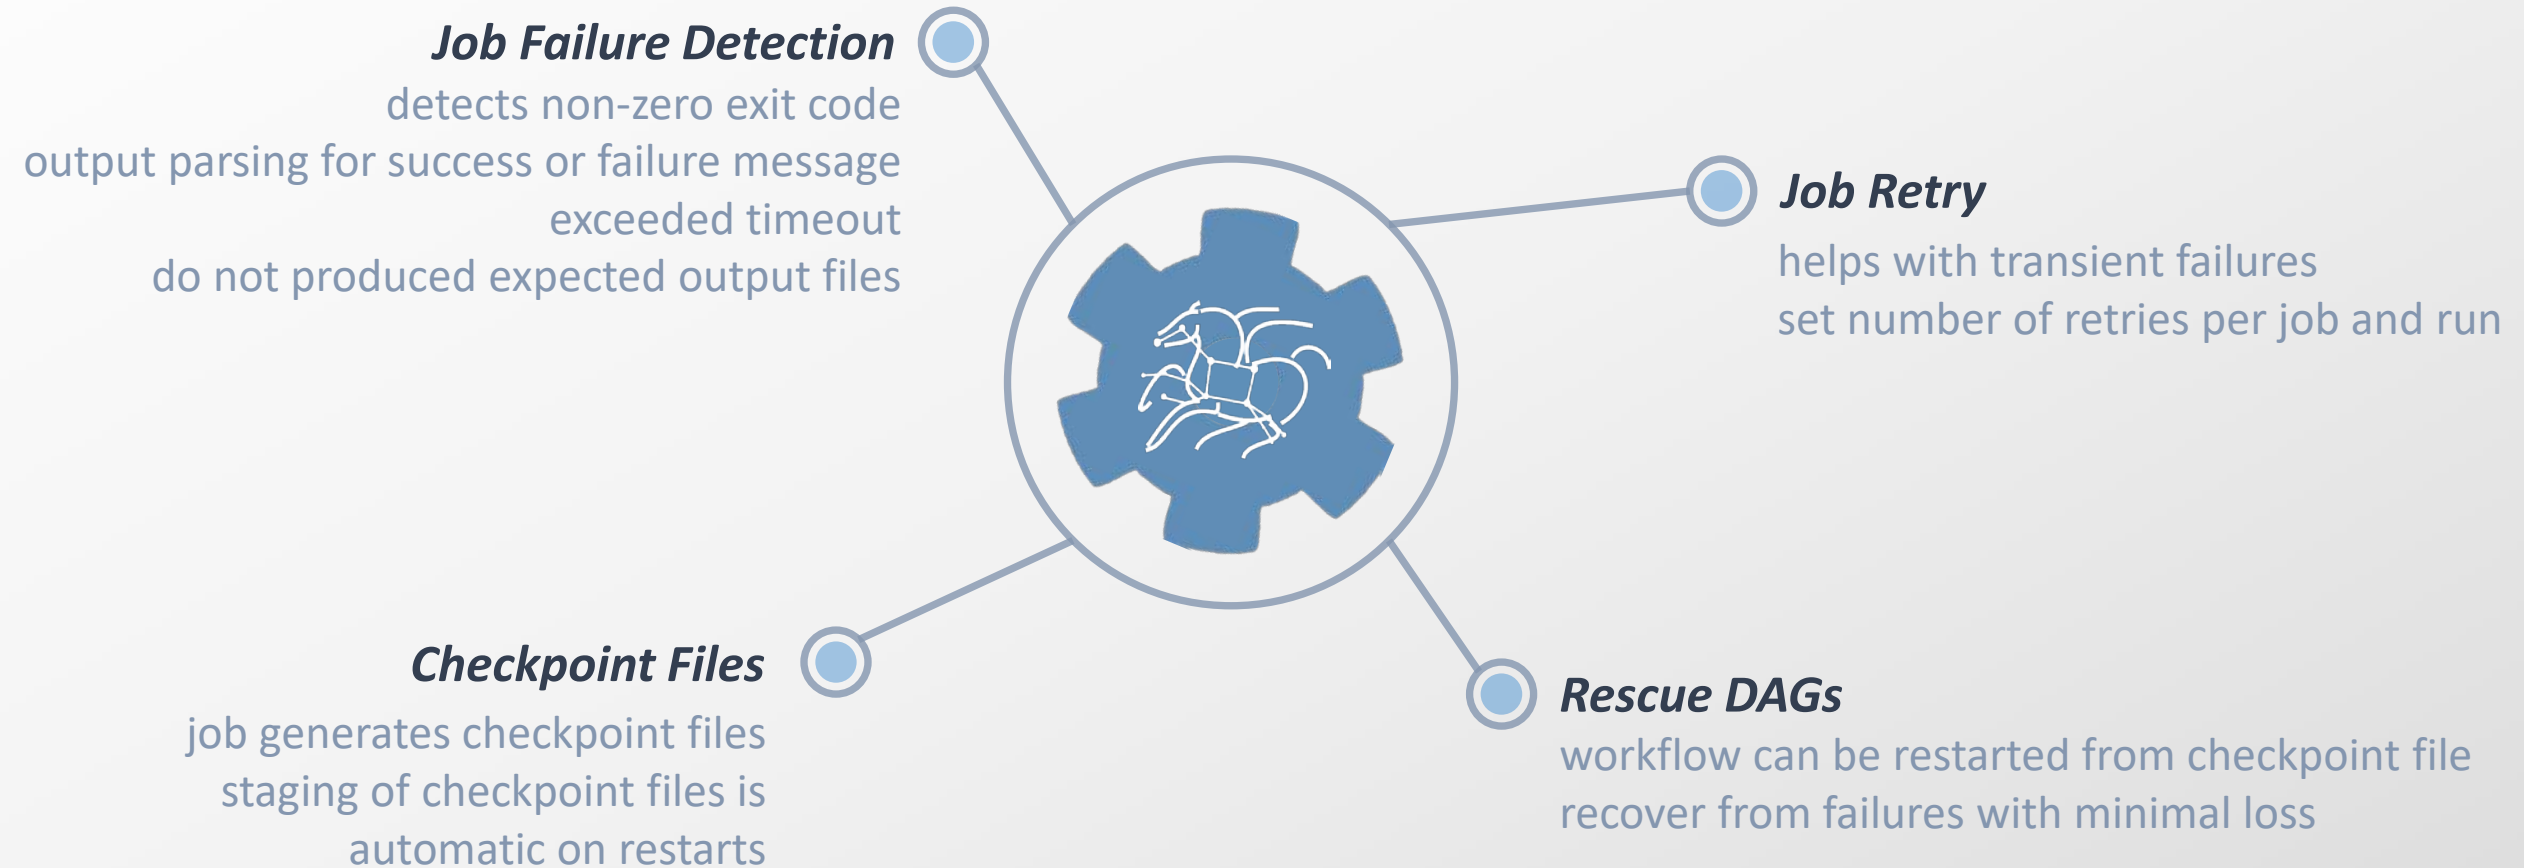 Job Failure Detection
detects non-zero exit code
output parsing for success or failure message
exceeded timeout
do not produced expected output files
Job Retry
helps with transient failures
set number of retries per job and run
Checkpoint Files
job generates checkpoint files
staging of checkpoint files is
automatic on restarts
Rescue DAGs
workflow can be restarted from checkpoint file
recover from failures with minimal loss